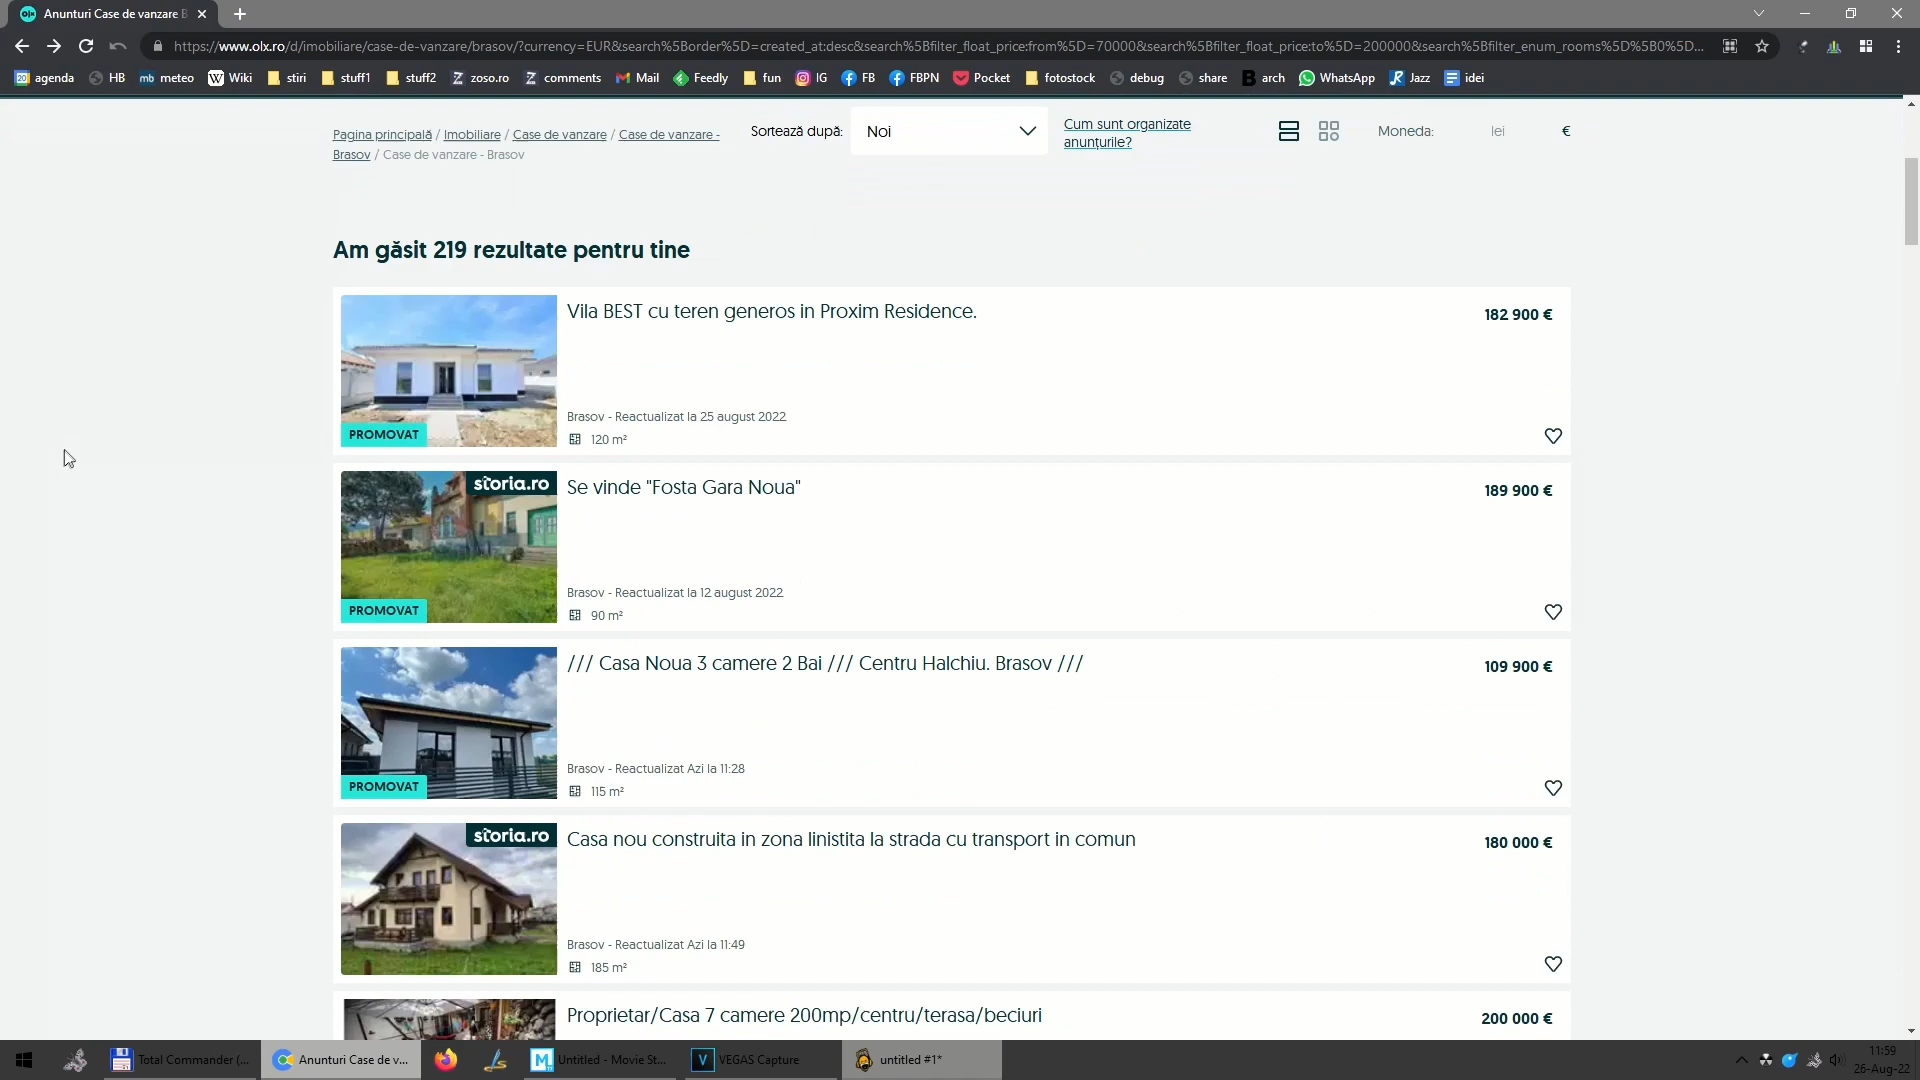 Anunturi Case de vanzare B
https://www.olx.ro/d/imobiliare/case-de-vanzare/brasov/?currency=EUR&search%5Border%5D=created_at:desc&search%5Bfilter_float_price:from%5D=70000&search%5Bfilter_float_price:to%5D=200000&search%5Bfilter_enum_rooms%5D%5B0%5D...
agenda HB mb meteo W Wiki stiri stuff1 stuff2 Z zoso.ro Z comments Mail Feedly fun IG FB FBPN Pocket fotostock debug share arch WhatsApp Jazz idei
Pagina principală / Imobiliare / Case de vanzare / Case de vanzare -
Brasov / Case de vanzare - Brasov
Sortează după: Noi
Cum sunt organizate
anunțurile?
Moneda: lei €
Am găsit 219 rezultate pentru tine
Vila BEST cu teren generos in Proxim Residence.
182 900 €
Brasov - Reactualizat la 25 august 2022
PROMOVAT
120 m²
storia.ro
Se vinde "Fosta Gara Noua"
189 900 €
Brasov - Reactualizat la 12 august 2022
PROMOVAT
90 m²
/// Casa Noua 3 camere 2 Bai /// Centru Halchiu. Brasov ///
109 900 €
Brasov - Reactualizat Azi la 11:28
PROMOVAT
115 m²
storia.ro
Casa nou construita in zona linistita la strada cu transport in comun
180 000 €
Brasov - Reactualizat Azi la 11:49
185 m²
Proprietar/Casa 7 camere 200mp/centru/terasa/beciuri
200 000 €
Total Commander (... Anunturi Case de v... Untitled - Movie St... VEGAS Capture untitled #1*
11:59
26-Aug-22